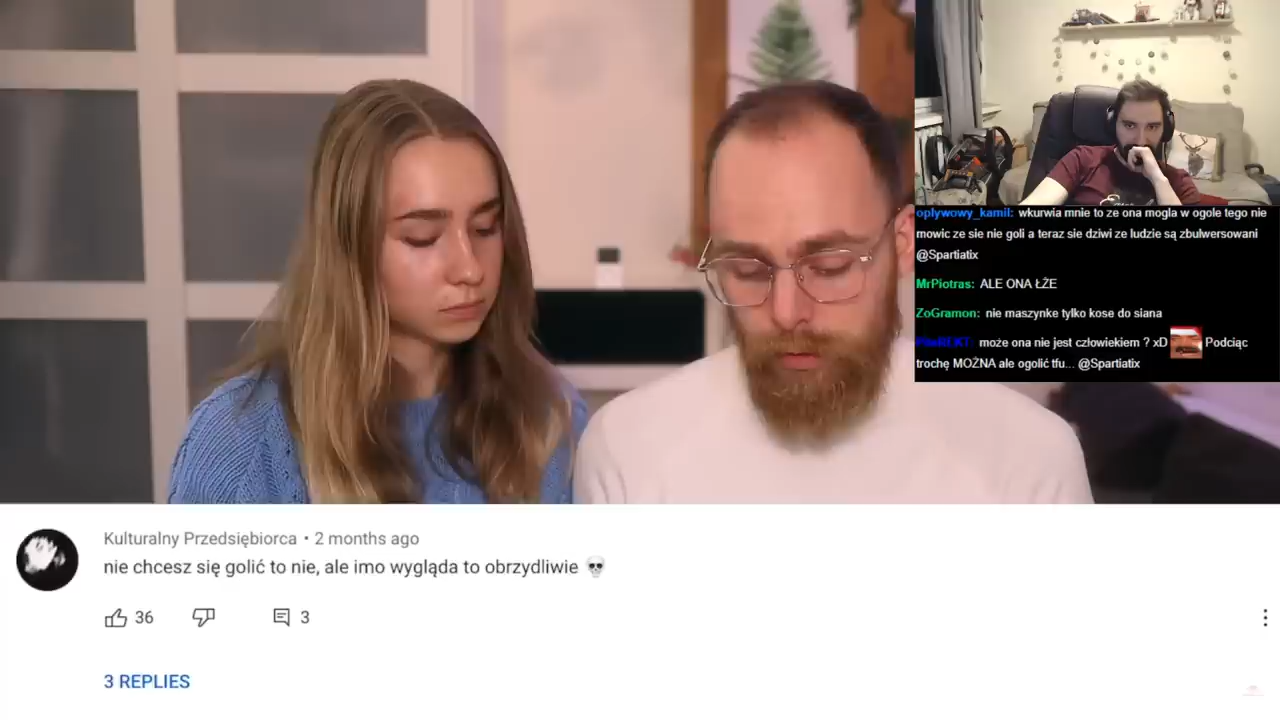 oplywowy_kamil: wkurwia mnie to ze ona mogla w ogole tego nie
mowic ze sie nie goli a teraz sie dziwi ze ludzie są zbulwersowani
@Spartiatix
MrPiotras: ALE ONA ŁŻE
ZoGramon: nie maszynke tylko kose do siana
może ona nie jest człowiekiem ? xD Podciąc
trochę MOŻNA ale ogolić tfu... @Spartiatix
Kulturalny Przedsiębiorca • 2 months ago
nie chcesz się golić to nie, ale imo wygląda to obrzydliwie 💀
36 3
3 REPLIES